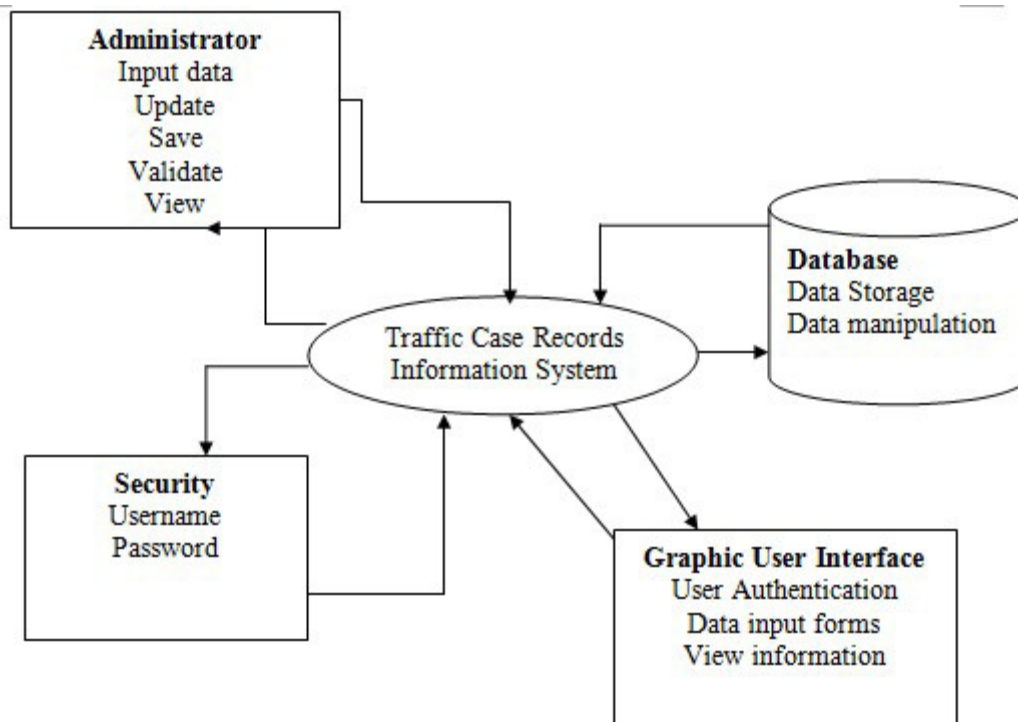 Administrator
Input data
Update
Save
Validate
View
Database
Data Storage
Data manipulation
Traffic Case Records
Information System
Security
Username
Password
Graphic User Interface
User Authentication
Data input forms
View information